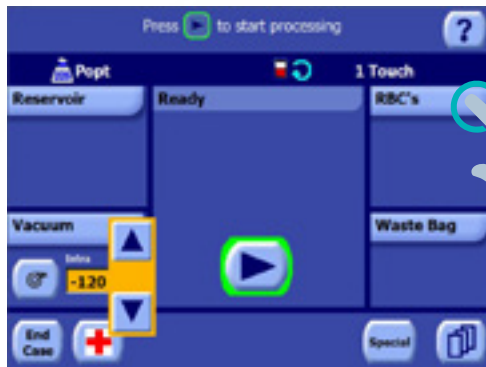 Press to start processing
?
Popt 1 Touch
Reservoir Ready RBC's
Vacuum Waste Bag
Intra
-120
End Case Special